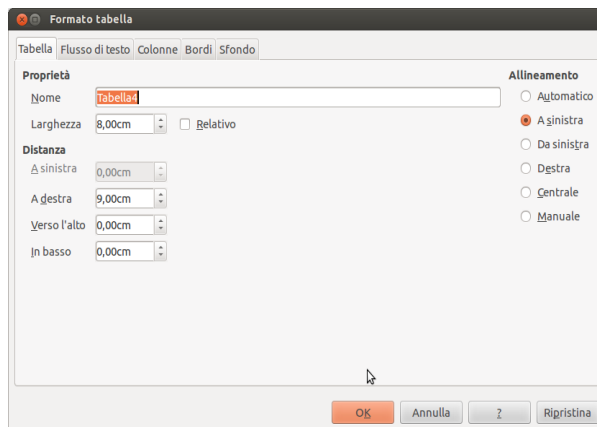 Formato tabella
Tabella Flusso di testo Colonne Bordi Sfondo
Proprietà
Nome Tabella4
Larghezza 8,00cm Relativo
Distanza
A sinistra 0,00cm
A destra 9,00cm
Verso l'alto 0,00cm
In basso 0,00cm
Allineamento
Automatico
A sinistra
Da sinistra
Destra
Centrale
Manuale
OK Annulla ? Ripristina